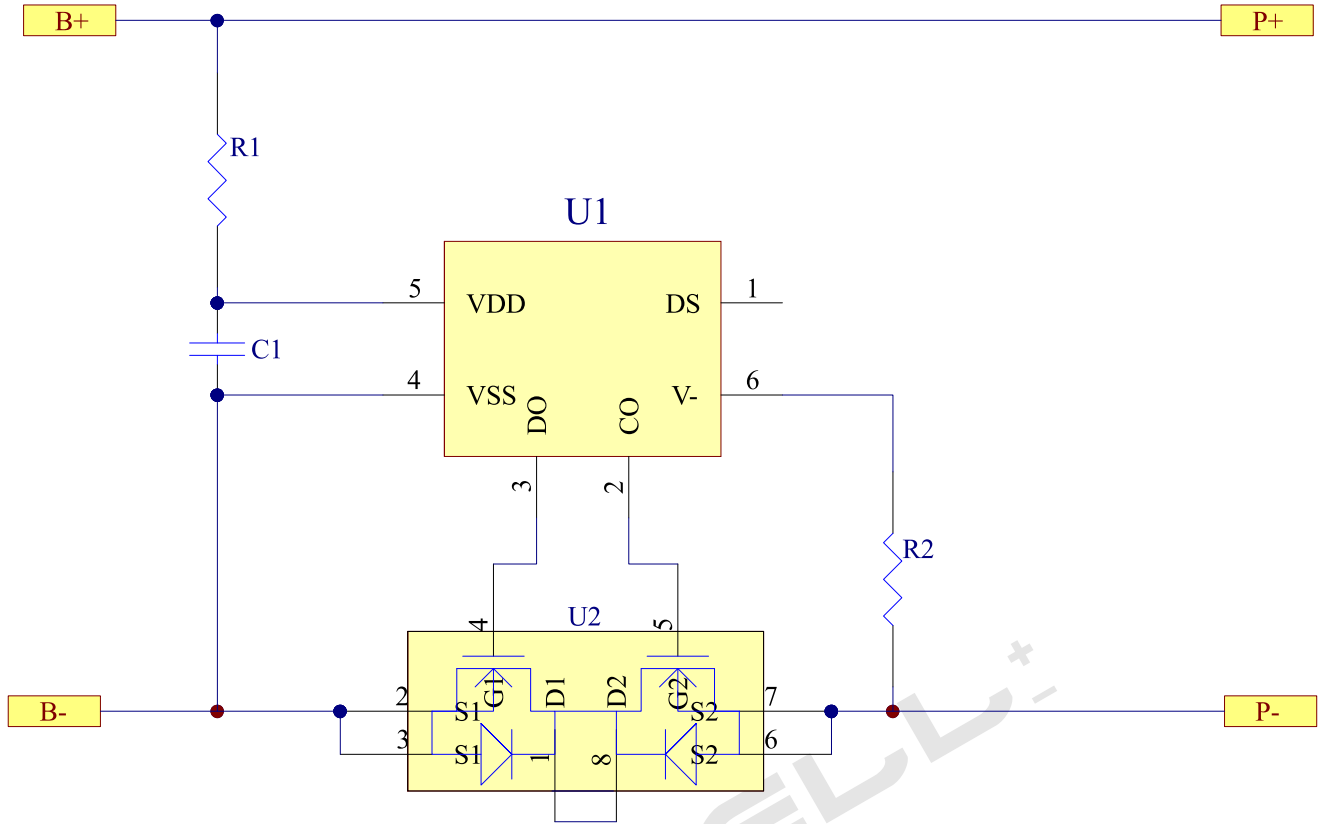 B+
P+
R1
U1
5
VDD
DS
1
C1
4
VSS
DO
CO
V-
6
3
2
R2
U2
4
5
G1
D1
D2
G2
B-
2
S1
S2
7
P-
3
S1
1
8
S2
6
ELL+